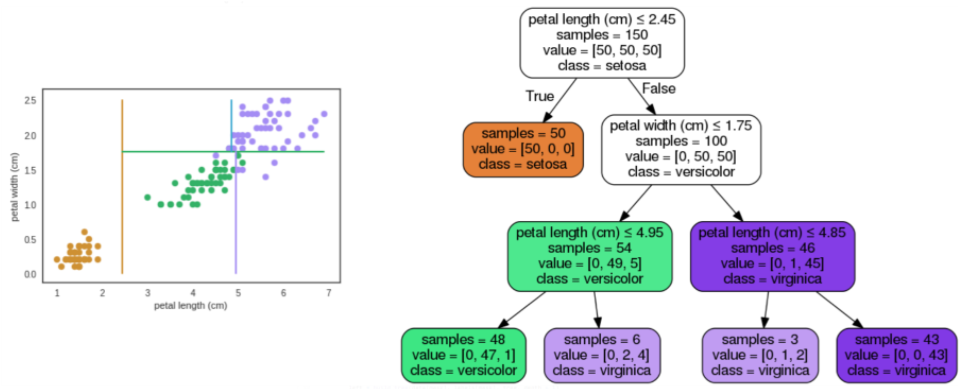 petal length (cm) ≤ 2.45
samples = 150
value = [50, 50, 50]
class = setosa
True
False
samples = 50
value = [50, 0, 0]
class = setosa
petal width (cm) ≤ 1.75
samples = 100
value = [0, 50, 50]
class = versicolor
petal length (cm) ≤ 4.95
samples = 54
value = [0, 49, 5]
class = versicolor
petal length (cm) ≤ 4.85
samples = 46
value = [0, 1, 45]
class = virginica
samples = 48
value = [0, 47, 1]
class = versicolor
samples = 6
value = [0, 2, 4]
class = virginica
samples = 3
value = [0, 1, 2]
class = virginica
samples = 43
value = [0, 0, 43]
class = virginica
petal width (cm)
2.5
2.0
1.5
1.0
0.5
0.0
1 2 3 4 5 6 7
petal length (cm)